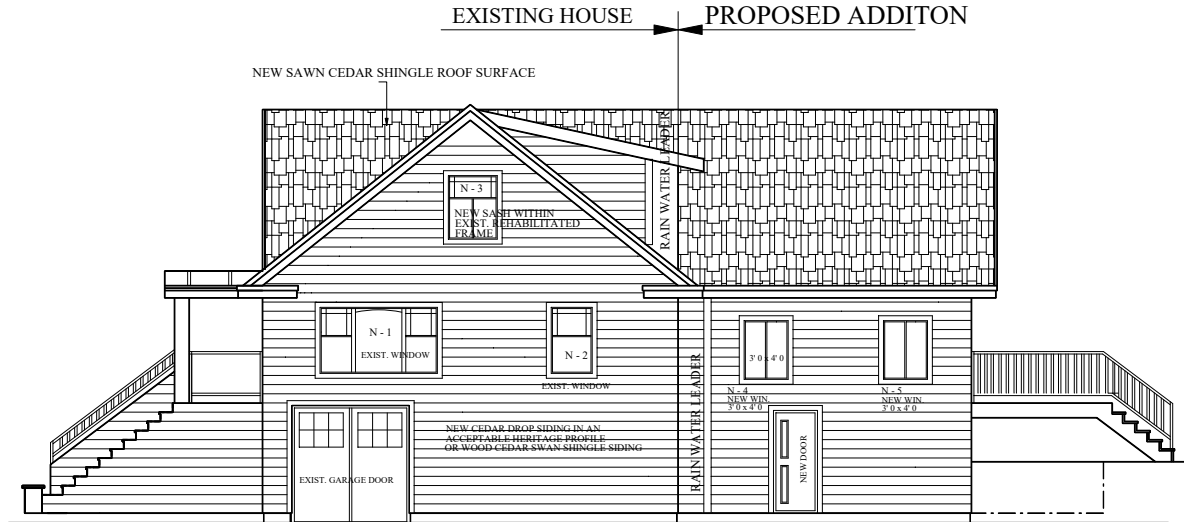 EXISTING HOUSE
PROPOSED ADDITON
NEW SAWN CEDAR SHINGLE ROOF SURFACE
RAIN WATER LEADER
N - 3
NEW SASH WITHIN
EXIST. REHABILITATED
FRAME
N - 1
EXIST. WINDOW
N - 2
EXIST. WINDOW
3' 0 x 4' 0
N - 4
NEW WIN.
3' 0 x 4' 0
N - 5
NEW WIN.
3' 0 x 4' 0
RAIN WATER LEADER
NEW CEDAR DROP SIDING IN AN
ACCEPTABLE HERITAGE PROFILE
OR WOOD CEDAR SWAN SHINGLE SIDING
EXIST. GARAGE DOOR
NEW DOOR